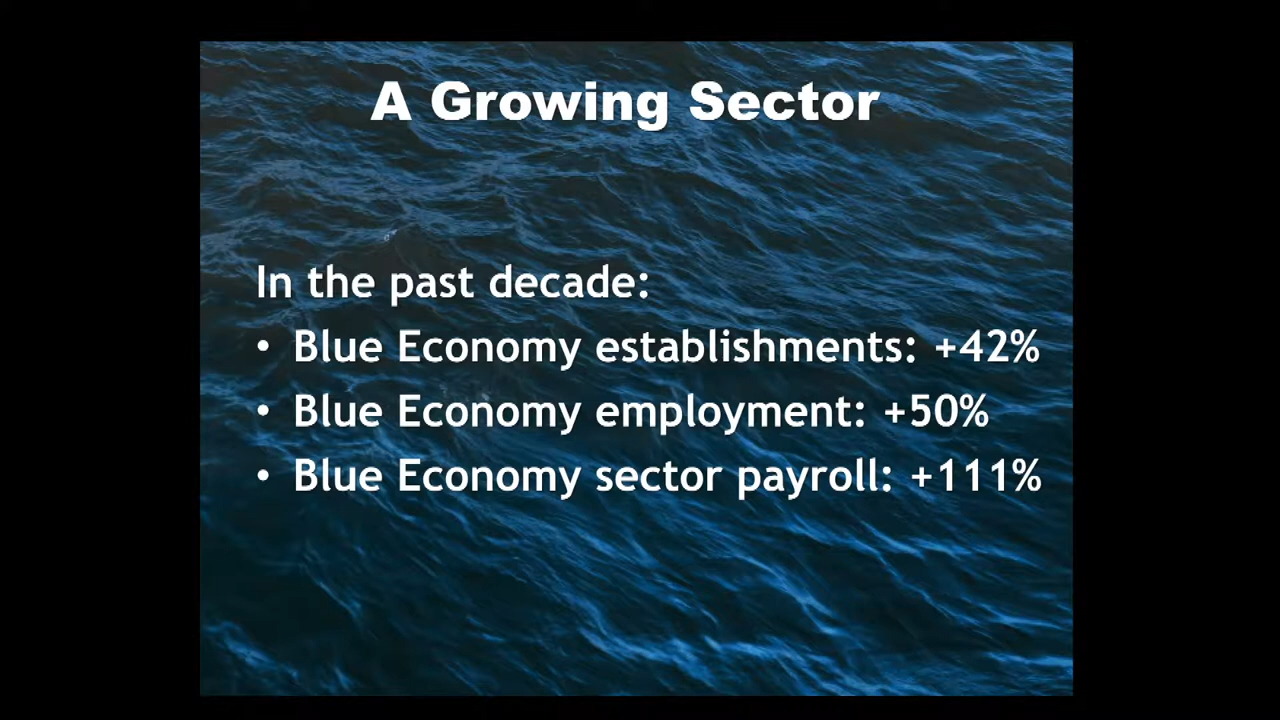 A Growing Sector
In the past decade:
• Blue Economy establishments: +42%
• Blue Economy employment: +50%
• Blue Economy sector payroll: +111%